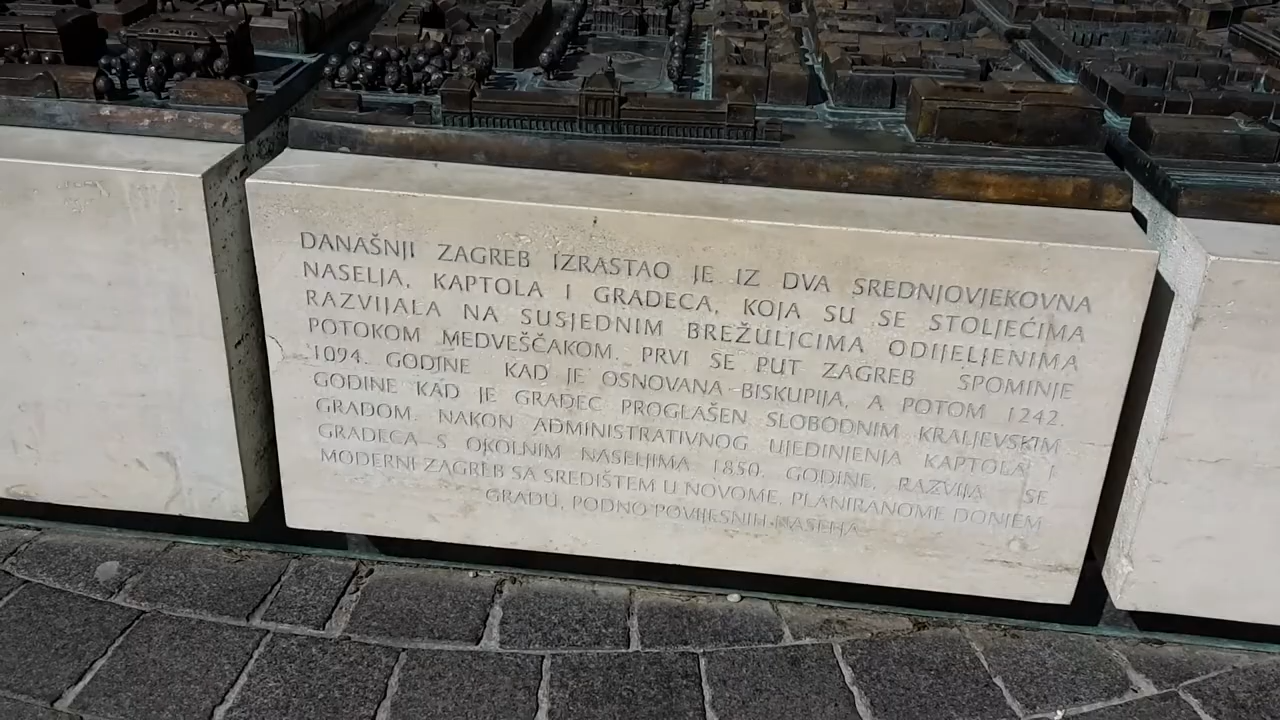 DANAŠNJI ZAGREB IZRASTAO JE IZ DVA SREDNJOVJEKOVNA
NASELJA, KAPTOLA I GRADECA, KOJA SU SE STOLJEĆIMA
RAZVIJALA NA SUSJEDNIM BREŽULJCIMA ODIJELJENIMA
POTOKOM MEDVEŠČAKOM. PRVI SE PUT ZAGREB SPOMINJE
1094. GODINE KAD JE OSNOVANA BISKUPIJA, A POTOM 1242.
GODINE KAD JE GRADEC PROGLAŠEN SLOBODNIM KRALJEVSKIM
GRADOM. NAKON ADMINISTRATIVNOG UJEDINJENJA KAPTOLA I
GRADECA S OKOLNIM NASELJIMA 1850. GODINE, RAZVIJA SE
MODERNI ZAGREB SA SREDIŠTEM U NOVOME, PLANIRANOME DONJEM
GRADU, PODNO POVIJESNIH NASELJA.